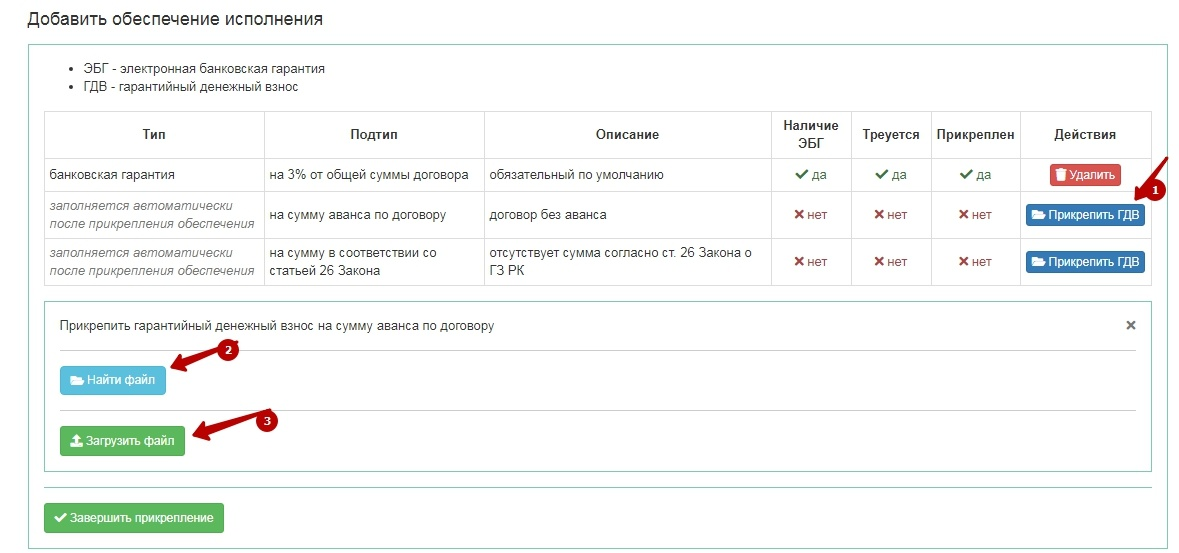 Добавить обеспечение исполнения
• ЭБГ - электронная банковская гарантия
• ГДВ - гарантийный денежный взнос
Тип Подтип Описание Наличие ЭБГ Треуется Прикреплен Действия
банковская гарантия на 3% от общей суммы договора обязательный по умолчанию да да да Удалить
1
заполняется автоматически после прикрепления обеспечения на сумму аванса по договору договор без аванса нет нет нет Прикрепить ГДВ
заполняется автоматически после прикрепления обеспечения на сумму в соответствии со статьей 26 Закона отсутствует сумма согласно ст. 26 Закона о ГЗ РК нет нет нет Прикрепить ГДВ
Прикрепить гарантийный денежный взнос на сумму аванса по договору
2
Найти файл
3
Загрузить файл
Завершить прикрепление